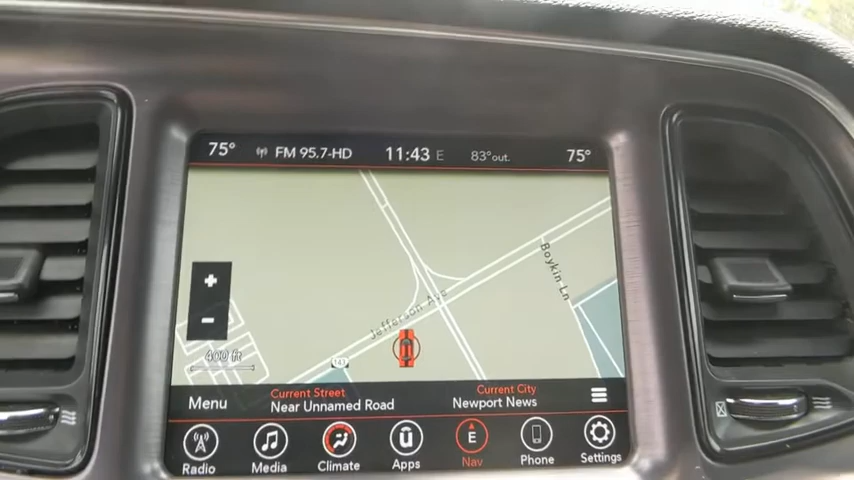 75° FM 95.7-HD 11:43 E 83°out. 75°
Boykin Ln
Jefferson Ave
+
-
400 ft
143
Menu
Current Street
Near Unnamed Road
Current City
Newport News
Radio
Media
Climate
Apps
E
Nav
Phone
Settings